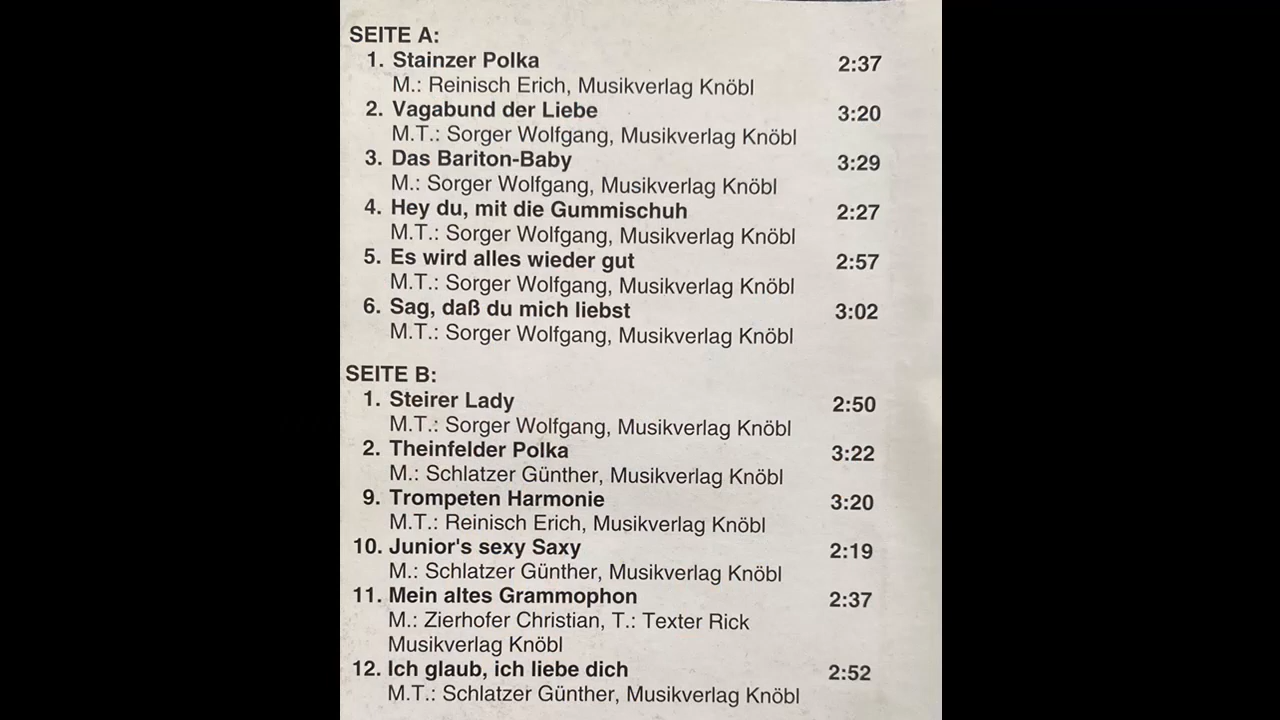 SEITE A:
1. Stainzer Polka 2:37
M.: Reinisch Erich, Musikverlag Knöbl
2. Vagabund der Liebe 3:20
M.T.: Sorger Wolfgang, Musikverlag Knöbl
3. Das Bariton-Baby 3:29
M.: Sorger Wolfgang, Musikverlag Knöbl
4. Hey du, mit die Gummischuh 2:27
M.T.: Sorger Wolfgang, Musikverlag Knöbl
5. Es wird alles wieder gut 2:57
M.T.: Sorger Wolfgang, Musikverlag Knöbl
6. Sag, daß du mich liebst 3:02
M.T.: Sorger Wolfgang, Musikverlag Knöbl
SEITE B:
1. Steirer Lady 2:50
M.T.: Sorger Wolfgang, Musikverlag Knöbl
2. Theinfelder Polka 3:22
M.: Schlatzer Günther, Musikverlag Knöbl
9. Trompeten Harmonie 3:20
M.T.: Reinisch Erich, Musikverlag Knöbl
10. Junior's sexy Saxy 2:19
M.: Schlatzer Günther, Musikverlag Knöbl
11. Mein altes Grammophon 2:37
M.: Zierhofer Christian, T.: Texter Rick
Musikverlag Knöbl
12. Ich glaub, ich liebe dich 2:52
M.T.: Schlatzer Günther, Musikverlag Knöbl